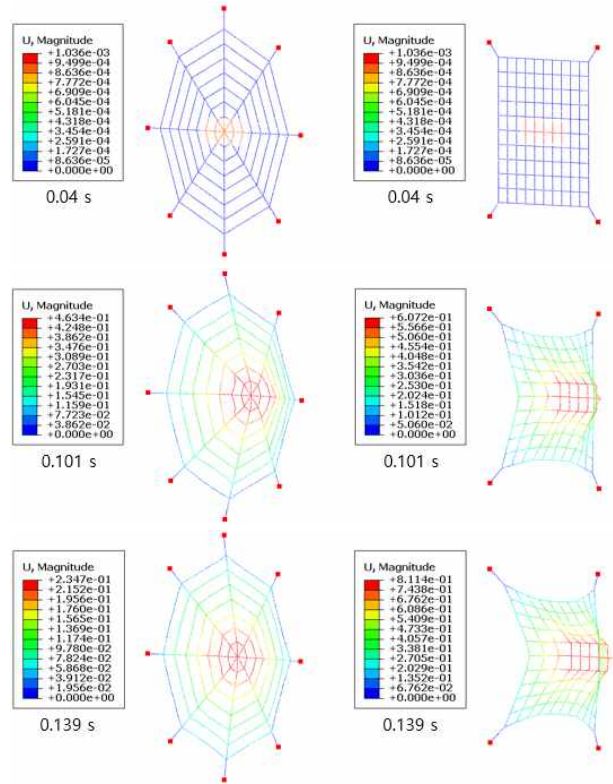 U, Magnitude
+1.036e-03
+9.499e-04
+8.636e-04
+7.772e-04
+6.909e-04
+6.045e-04
+5.181e-04
+4.318e-04
+3.454e-04
+2.591e-04
+1.727e-04
+8.636e-05
+0.000e+00
0.04 s
U, Magnitude
+1.036e-03
+9.499e-04
+8.636e-04
+7.772e-04
+6.909e-04
+6.045e-04
+5.181e-04
+4.318e-04
+3.454e-04
+2.591e-04
+1.727e-04
+8.636e-05
+0.000e+00
0.04 s
U, Magnitude
+4.634e-01
+4.248e-01
+3.862e-01
+3.476e-01
+3.089e-01
+2.703e-01
+2.317e-01
+1.931e-01
+1.545e-01
+1.159e-01
+7.723e-02
+3.862e-02
+0.000e+00
0.101 s
U, Magnitude
+6.072e-01
+5.566e-01
+5.060e-01
+4.554e-01
+4.048e-01
+3.542e-01
+3.036e-01
+2.530e-01
+2.024e-01
+1.518e-01
+1.012e-01
+5.060e-02
+0.000e+00
0.101 s
U, Magnitude
+2.347e-01
+2.152e-01
+1.956e-01
+1.760e-01
+1.565e-01
+1.369e-01
+1.174e-01
+9.780e-02
+7.824e-02
+5.868e-02
+3.912e-02
+1.956e-02
+0.000e+00
0.139 s
U, Magnitude
+8.114e-01
+7.438e-01
+6.762e-01
+6.086e-01
+5.409e-01
+4.733e-01
+4.057e-01
+3.381e-01
+2.705e-01
+2.029e-01
+1.352e-01
+6.762e-02
+0.000e+00
0.139 s